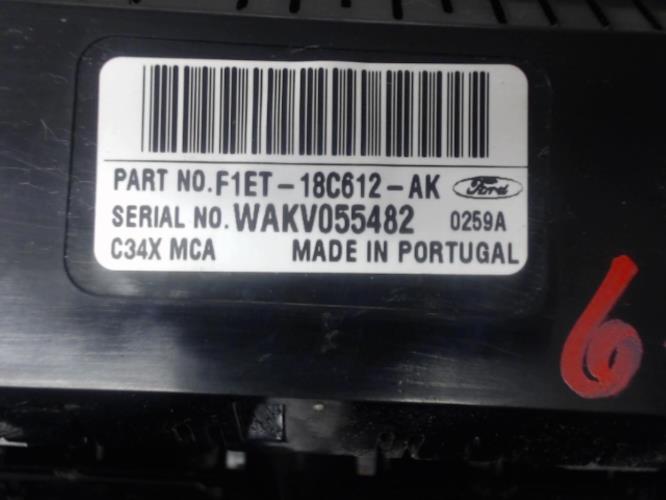 PART NO. F1ET-18C612-AK Ford
SERIAL NO. WAKV055482 0259A
C34X MCA MADE IN PORTUGAL
6